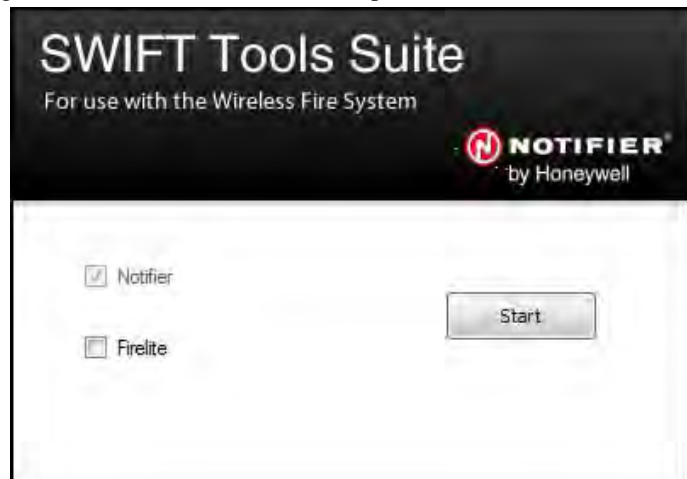 SWIFT Tools Suite
For use with the Wireless Fire System
NOTIFIER®
by Honeywell
Notifier
Start
Firelite